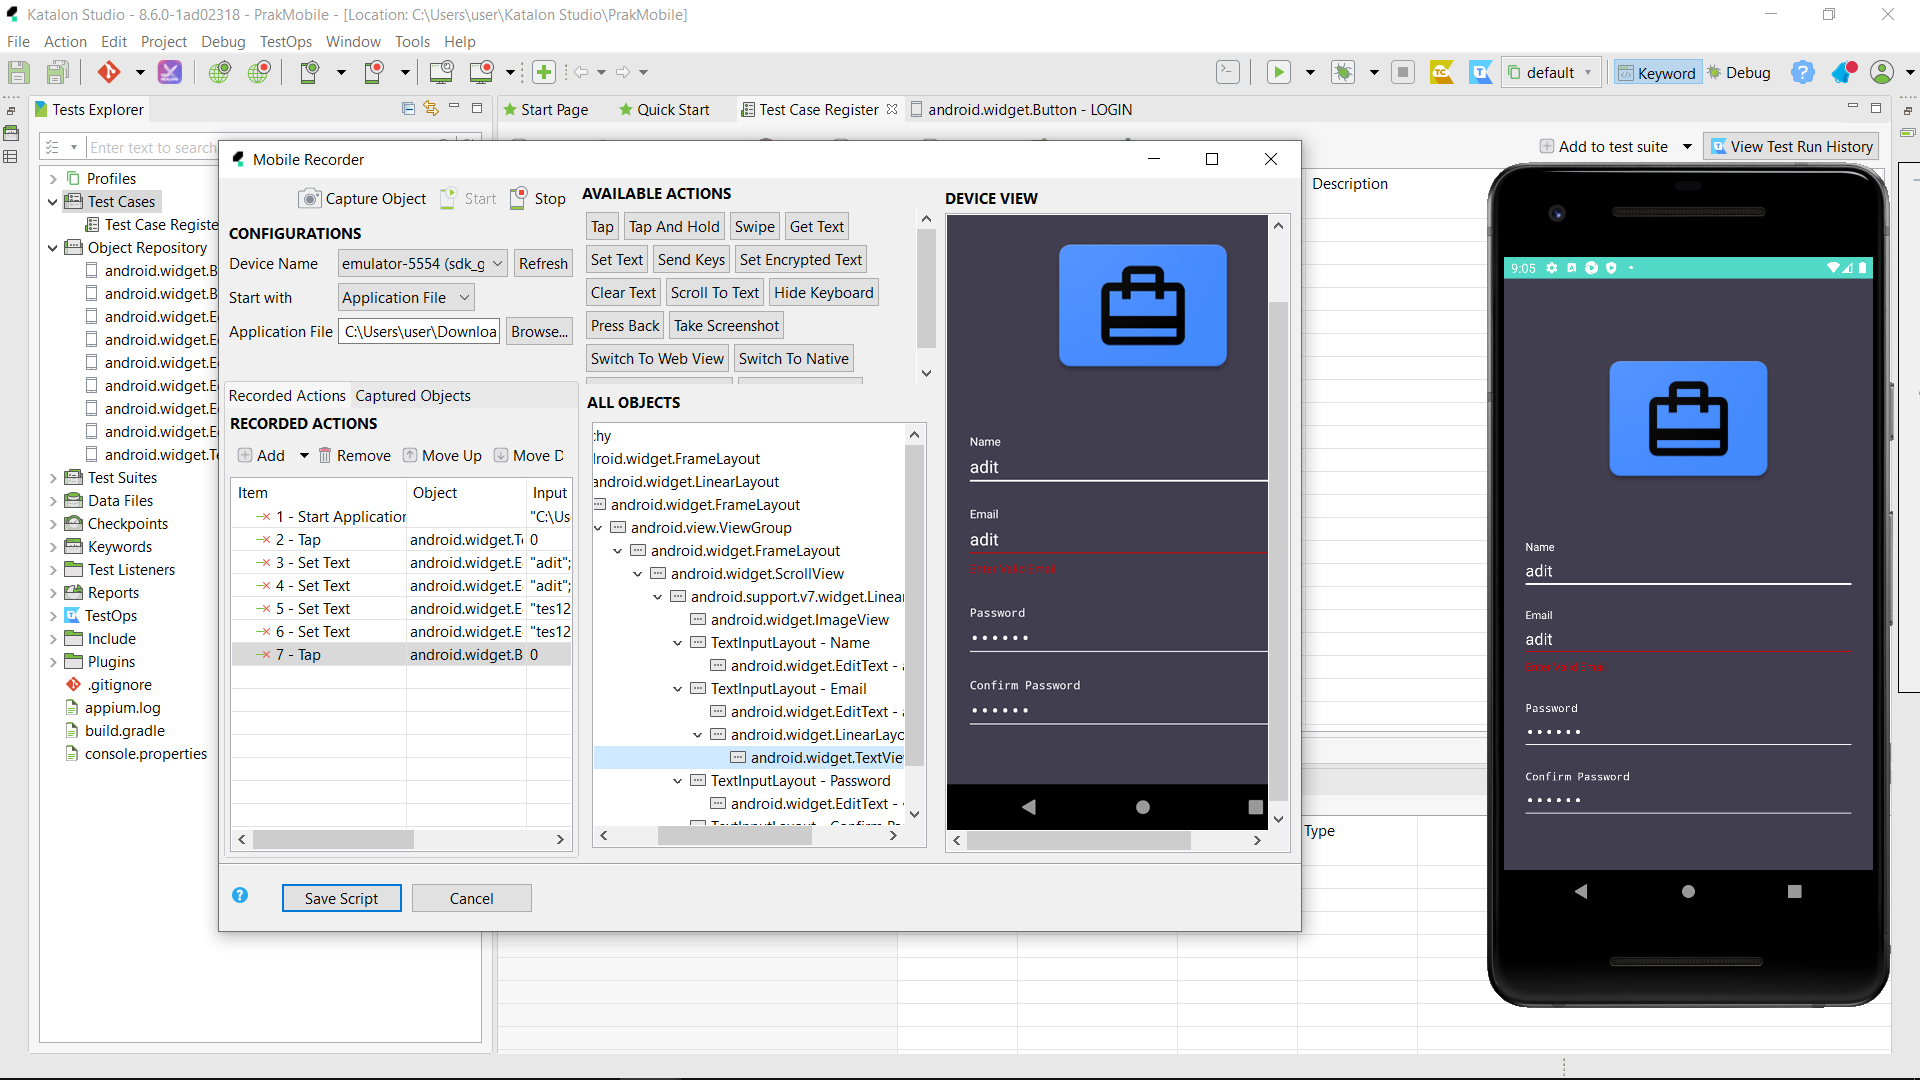 Katalon Studio - 8.6.0-1ad02318 - PrakMobile - [Location: C:\Users\user\Katalon Studio\PrakMobile]
File Action Edit Project Debug TestOps Window Tools Help
default Keyword Debug
Tests Explorer
Start Page Quick Start Test Case Register android.widget.Button - LOGIN
Enter text to search
Add to test suite View Test Run History
Profiles
Test Cases
Test Case Registe
Object Repository
android.widget.B
android.widget.B
android.widget.E
android.widget.E
android.widget.E
android.widget.E
android.widget.E
android.widget.E
android.widget.T
Test Suites
Data Files
Checkpoints
Keywords
Test Listeners
Reports
TestOps
Include
Plugins
.gitignore
appium.log
build.gradle
console.properties
Description
Type
Mobile Recorder
Capture Object Start Stop
CONFIGURATIONS
Device Name emulator-5554 (sdk_g Refresh
Start with Application File
Application File C:\Users\user\Downloa Browse...
Recorded Actions Captured Objects
RECORDED ACTIONS
Add Remove Move Up Move D
Item Object Input
1 - Start Application "C:\Us
2 - Tap android.widget.T 0
3 - Set Text android.widget.E "adit";
4 - Set Text android.widget.E "adit";
5 - Set Text android.widget.E "tes12
6 - Set Text android.widget.E "tes12
7 - Tap android.widget.B 0
Save Script Cancel
AVAILABLE ACTIONS
Tap Tap And Hold Swipe Get Text
Set Text Send Keys Set Encrypted Text
Clear Text Scroll To Text Hide Keyboard
Press Back Take Screenshot
Switch To Web View Switch To Native
ALL OBJECTS
chy
droid.widget.FrameLayout
android.widget.LinearLayout
android.widget.FrameLayout
android.view.ViewGroup
android.widget.FrameLayout
android.widget.ScrollView
android.support.v7.widget.Linear
android.widget.ImageView
TextInputLayout - Name
android.widget.EditText - a
TextInputLayout - Email
android.widget.EditText - a
android.widget.LinearLayo
android.widget.TextVie
TextInputLayout - Password
android.widget.EditText -
DEVICE VIEW
Name
adit
Email
adit
Enter Valid Email
Password
••••••
Confirm Password
••••••
9:05
Name
adit
Email
adit
Enter Valid Email
Password
••••••
Confirm Password
••••••